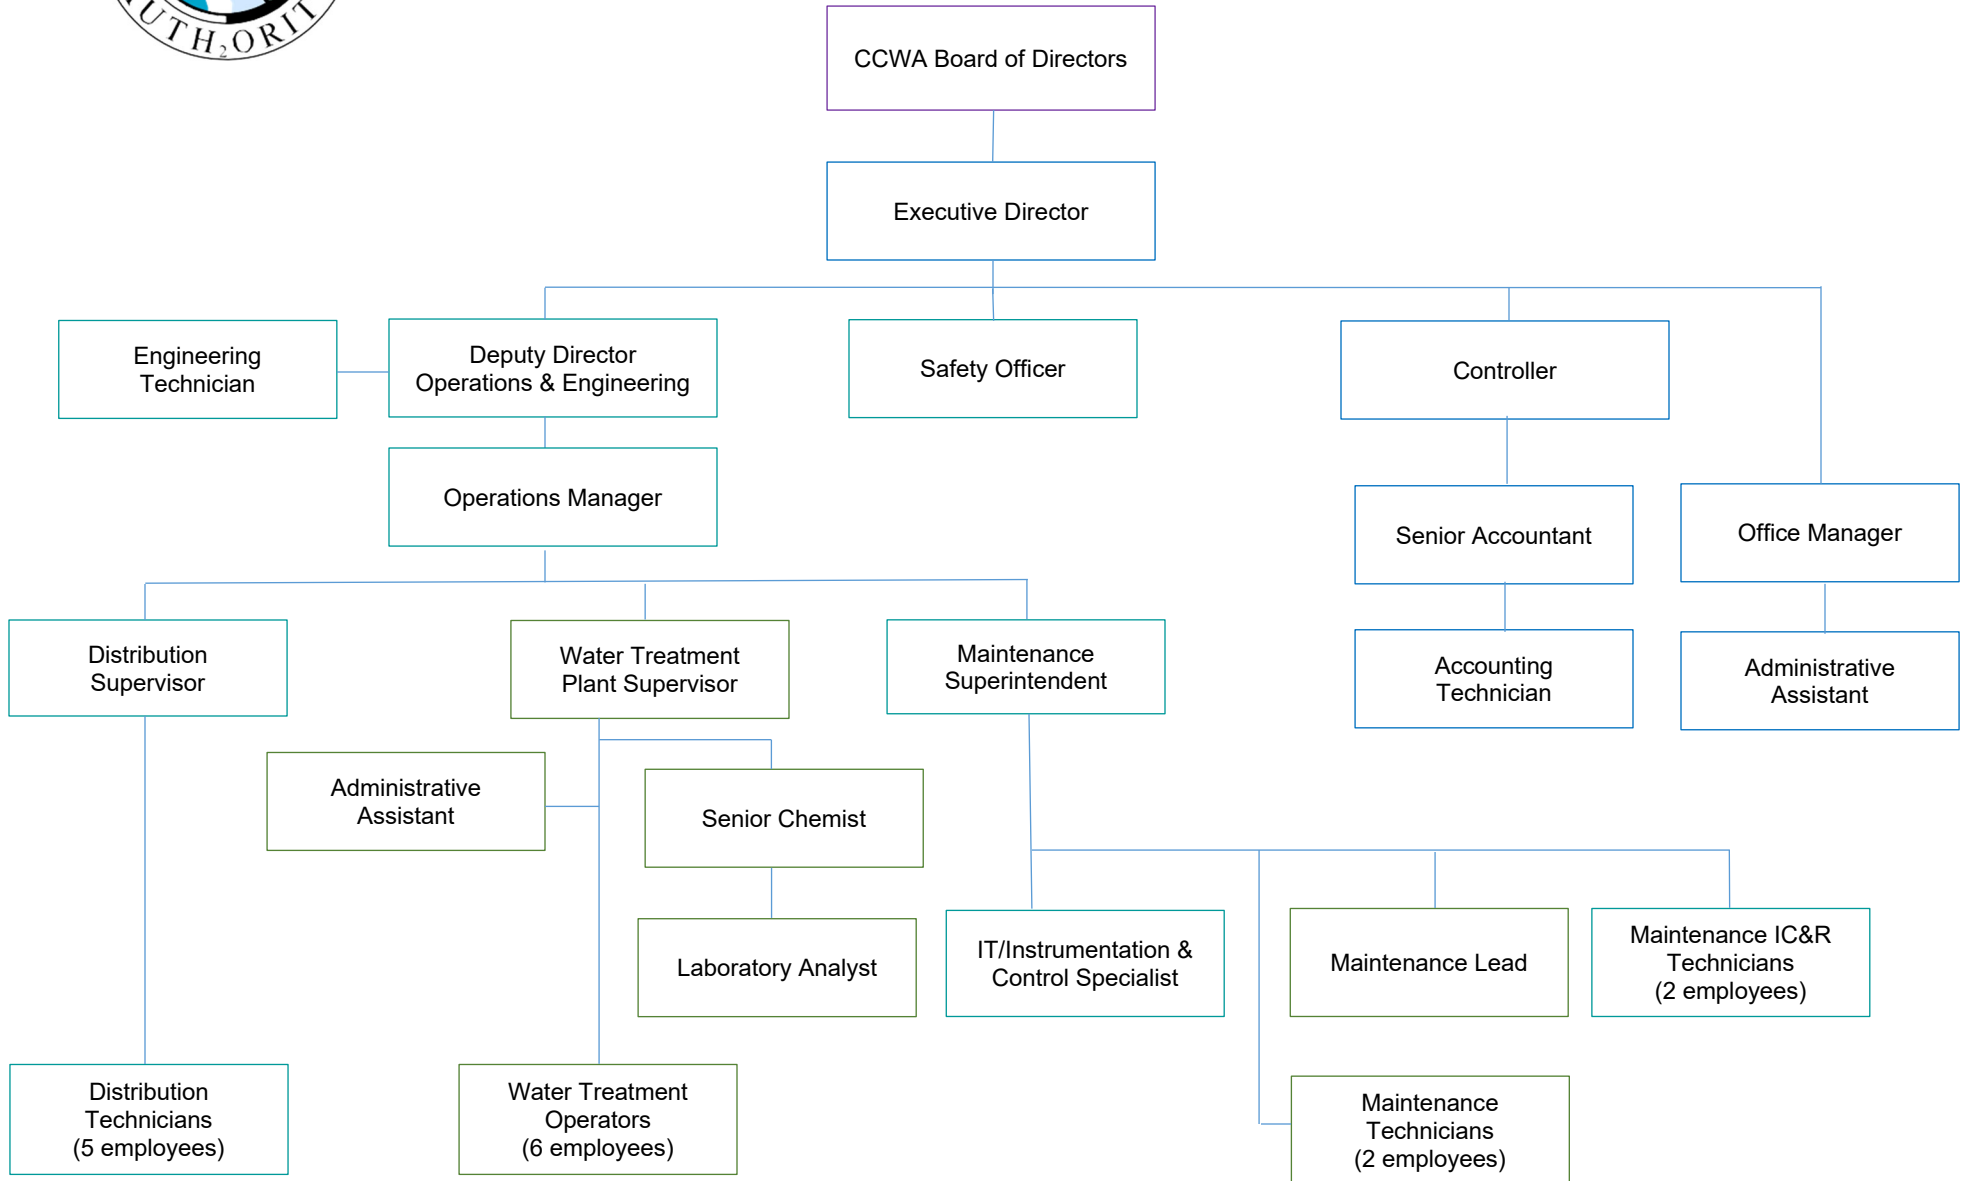 AUTH₂ORIT
CCWA Board of Directors
Executive Director
Engineering
Technician
Deputy Director
Operations & Engineering
Safety Officer
Controller
Operations Manager
Senior Accountant
Office Manager
Distribution
Supervisor
Water Treatment
Plant Supervisor
Maintenance
Superintendent
Accounting
Technician
Administrative
Assistant
Administrative
Assistant
Senior Chemist
Laboratory Analyst
IT/Instrumentation &
Control Specialist
Maintenance Lead
Maintenance IC&R
Technicians
(2 employees)
Distribution
Technicians
(5 employees)
Water Treatment
Operators
(6 employees)
Maintenance
Technicians
(2 employees)